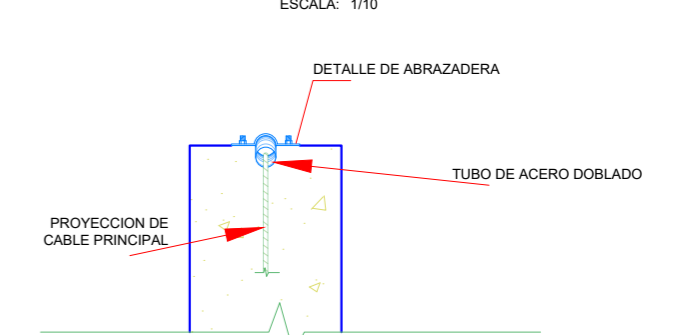 ESCALA: 1/10
DETALLE DE ABRAZADERA
TUBO DE ACERO DOBLADO
PROYECCION DE
CABLE PRINCIPAL